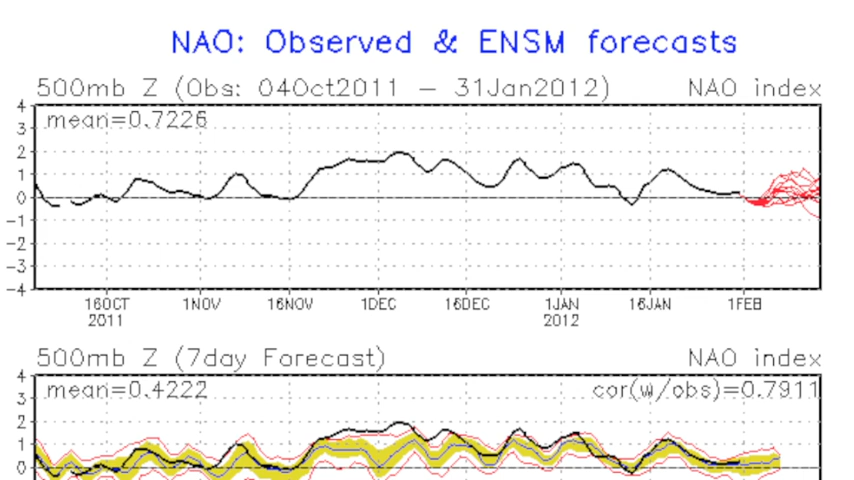 NAO: Observed & ENSM forecasts
500mb Z (Obs: 04Oct2011 – 31Jan2012) NAO index
mean=0.7226
4
3
2
1
0
-1
-2
-3
-4
16OCT 1NOV 16NOV 1DEC 16DEC 1JAN 16JAN 1FEB
2011 2012
500mb Z (7day Forecast) NAO index
mean=0.4222 cor(w/obs)=0.7911
4
3
2
1
0